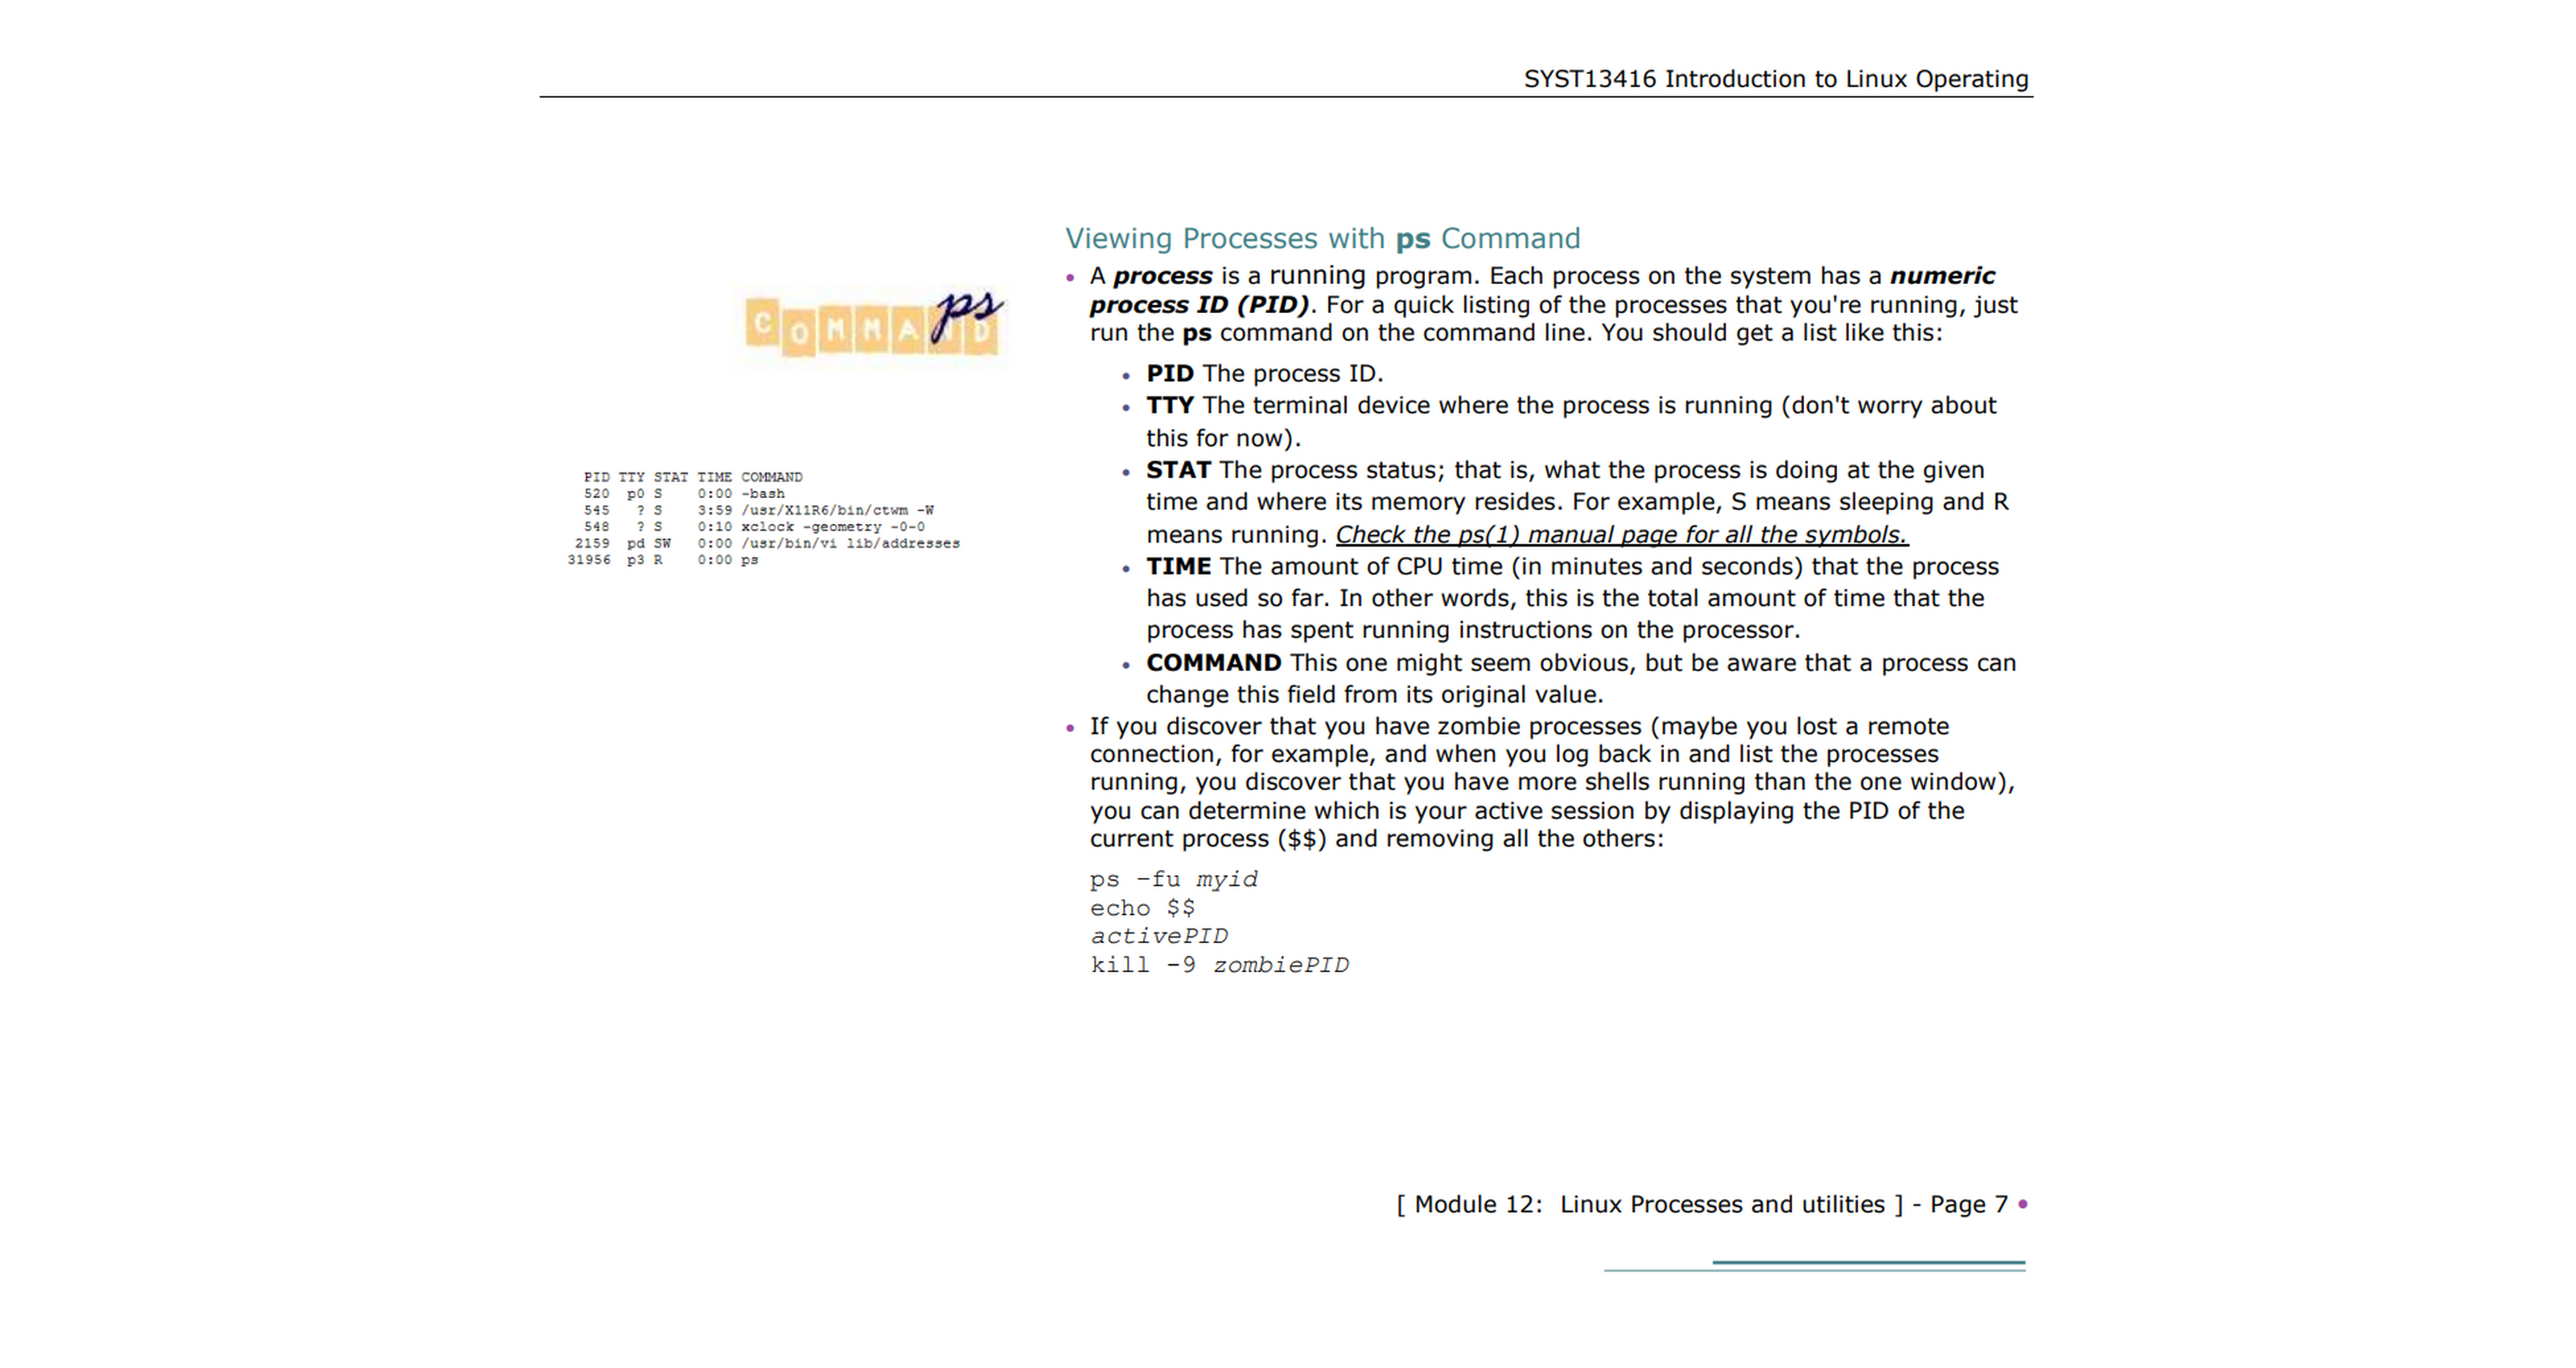 SYST13416 Introduction to Linux Operating
COMMAND ps
PID TTY STAT TIME COMMAND
520 p0 S 0:00 -bash
545 ? S 3:59 /usr/X11R6/bin/ctwm -W
548 ? S 0:10 xclock -geometry -0-0
2159 pd SW 0:00 /usr/bin/vi lib/addresses
31956 p3 R 0:00 ps
Viewing Processes with ps Command
• A process is a running program. Each process on the system has a numeric
process ID (PID). For a quick listing of the processes that you're running, just
run the ps command on the command line. You should get a list like this:
• PID The process ID.
• TTY The terminal device where the process is running (don't worry about
this for now).
• STAT The process status; that is, what the process is doing at the given
time and where its memory resides. For example, S means sleeping and R
means running. Check the ps(1) manual page for all the symbols.
• TIME The amount of CPU time (in minutes and seconds) that the process
has used so far. In other words, this is the total amount of time that the
process has spent running instructions on the processor.
• COMMAND This one might seem obvious, but be aware that a process can
change this field from its original value.
• If you discover that you have zombie processes (maybe you lost a remote
connection, for example, and when you log back in and list the processes
running, you discover that you have more shells running than the one window),
you can determine which is your active session by displaying the PID of the
current process ($$) and removing all the others:
ps –fu myid
echo $$
activePID
kill -9 zombiePID
[ Module 12: Linux Processes and utilities ] - Page 7 •